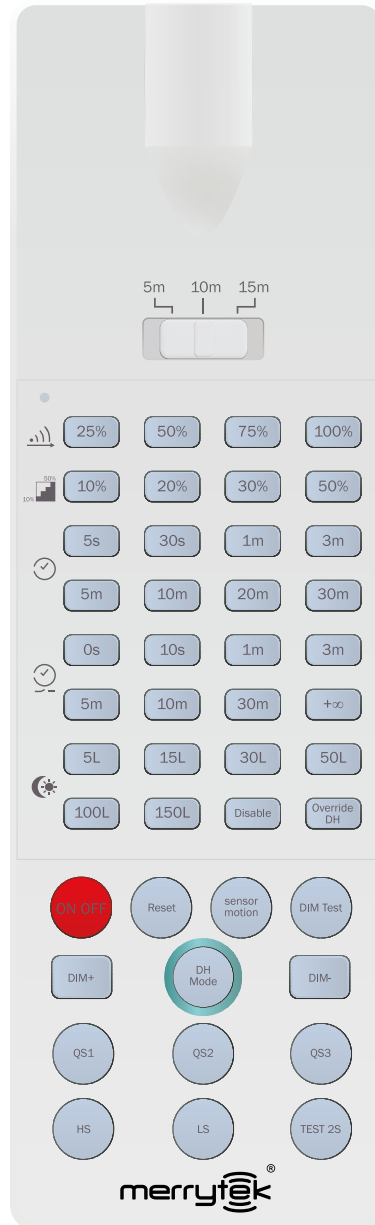 5m 10m 15m
25% 50% 75% 100%
50%
10%
10% 20% 30% 50%
5s 30s 1m 3m
5m 10m 20m 30m
0s 10s 1m 3m
5m 10m 30m +∞
5L 15L 30L 50L
100L 150L Disable Override
DH
ON OFF Reset sensor
motion DIM Test
DIM+ DH
Mode DIM-
QS1 QS2 QS3
HS LS TEST 2S
merrytek®